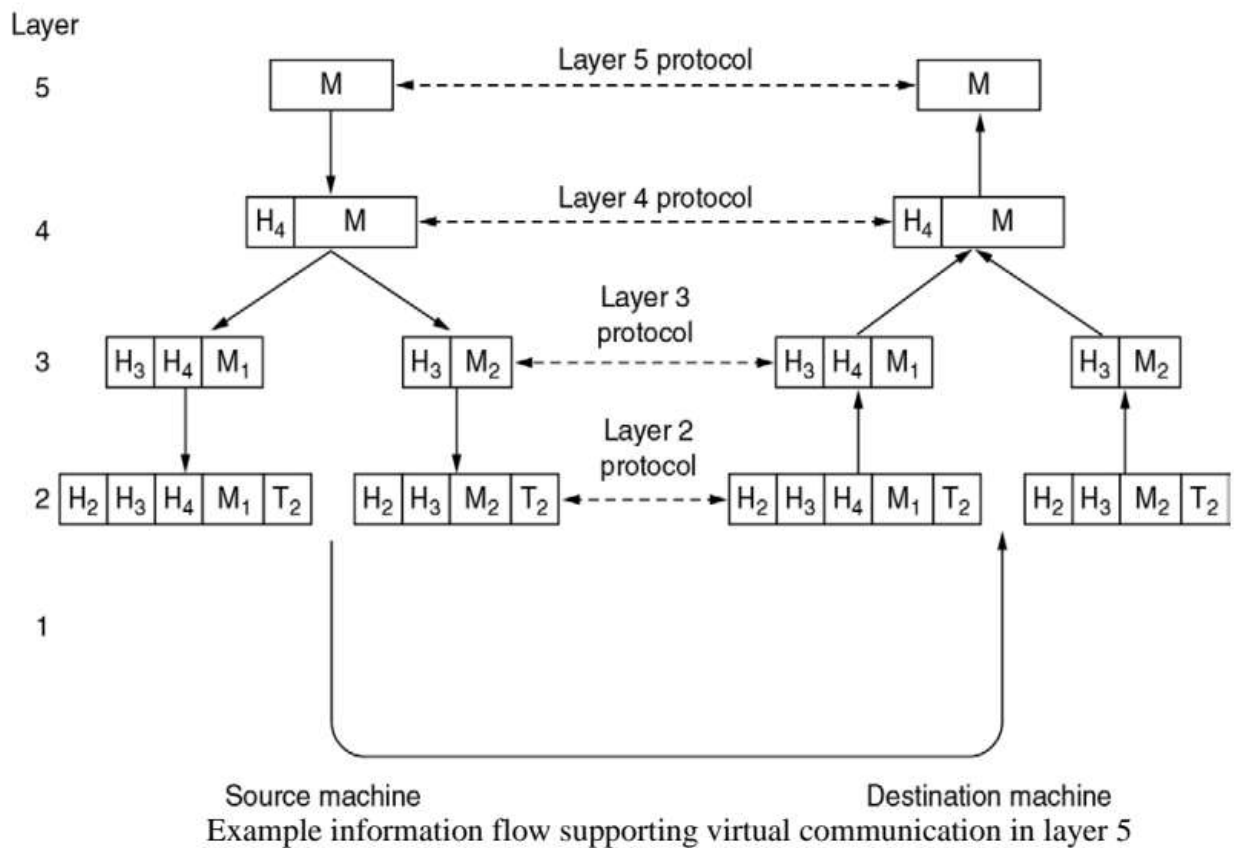 Layer
5 M Layer 5 protocol M
4 H₄ M Layer 4 protocol H₄ M
Layer 3
protocol
3 H₃ H₄ M₁ H₃ M₂ H₃ H₄ M₁ H₃ M₂
Layer 2
protocol
2 H₂ H₃ H₄ M₁ T₂ H₂ H₃ M₂ T₂ H₂ H₃ H₄ M₁ T₂ H₂ H₃ M₂ T₂
1
Source machine Destination machine
Example information flow supporting virtual communication in layer 5